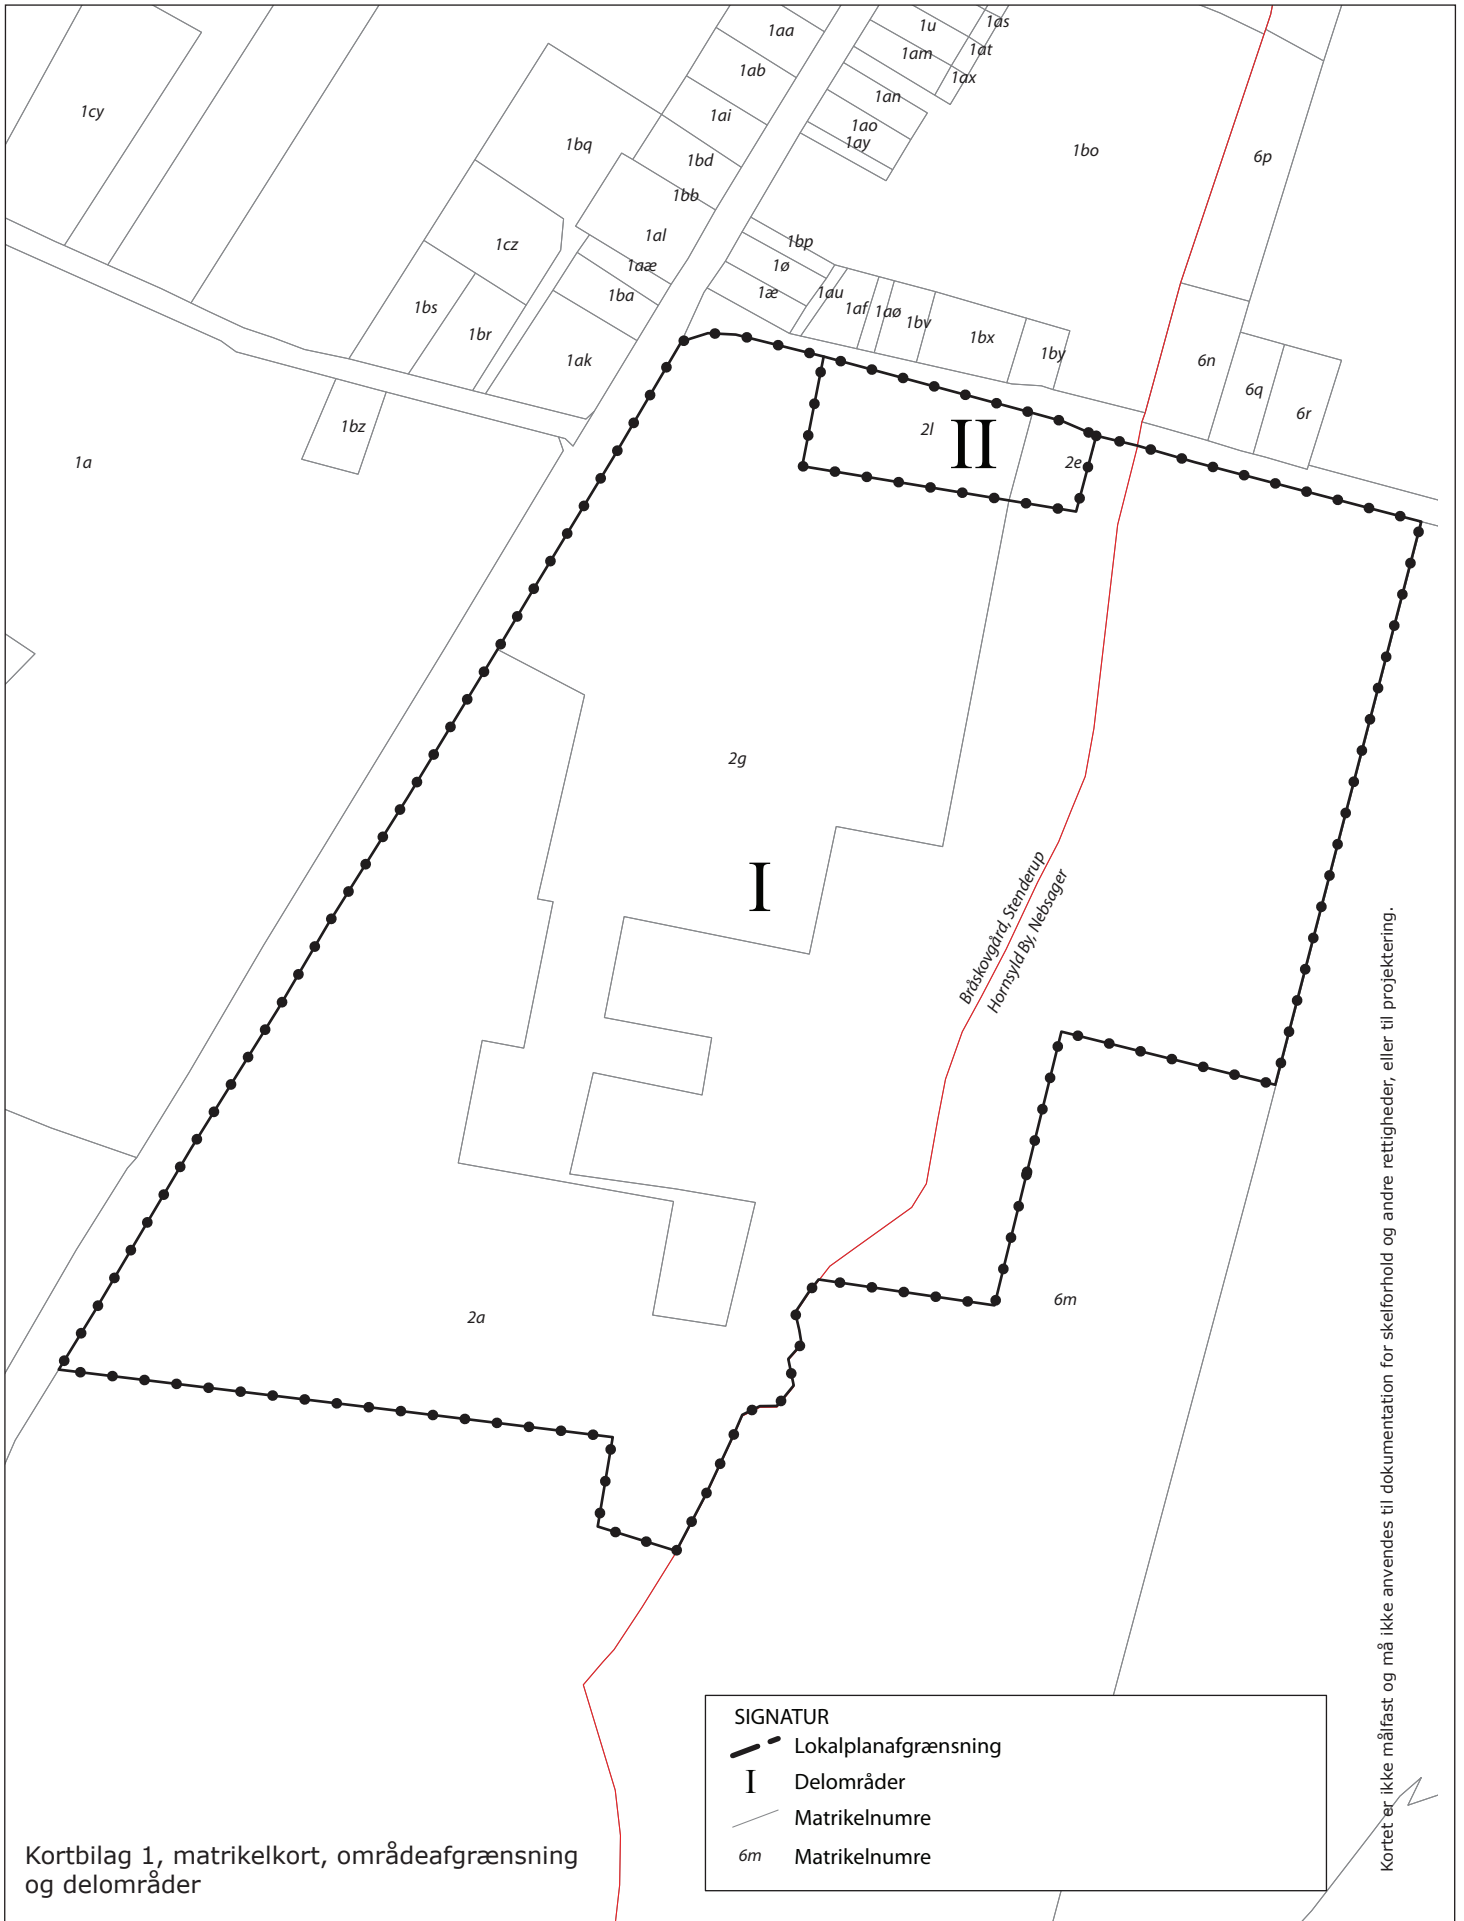 1aa
1u
1as
1ab
1am
1at
1ax
1cy
1ai
1an
1ao
1bq
1ay
1bd
1bo
6p
1bb
1al
1cz
1bp
1aæ
1ø
1ba
1æ
1au
1bs
1af
1aø
1bv
1br
1bx
1by
1ak
6n
6q
6r
1bz
2l
II
2e
1a
2g
I
Bråskovgård, Stenderup
Hornsyld By, Nebsager
6m
2a
Kortet er ikke målfast og må ikke anvendes til dokumentation for skelforhold og andre rettigheder, eller til projektering.
SIGNATUR
Lokalplanafgrænsning
I Delområder
Matrikelnumre
6m Matrikelnumre
Kortbilag 1, matrikelkort, områdeafgrænsning
og delområder